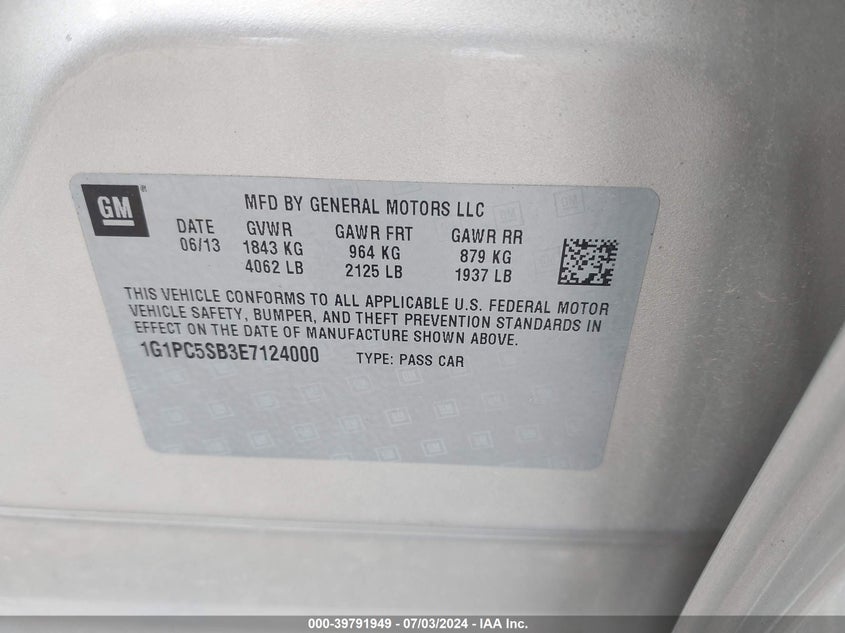 GM
MFD BY GENERAL MOTORS LLC
DATE GVWR GAWR FRT GAWR RR
06/13 1843 KG 964 KG 879 KG
4062 LB 2125 LB 1937 LB
THIS VEHICLE CONFORMS TO ALL APPLICABLE U.S. FEDERAL MOTOR
VEHICLE SAFETY, BUMPER, AND THEFT PREVENTION STANDARDS IN
EFFECT ON THE DATE OF MANUFACTURE SHOWN ABOVE.
1G1PC5SB3E7124000 TYPE: PASS CAR
000-39791949 - 07/03/2024 - IAA Inc.